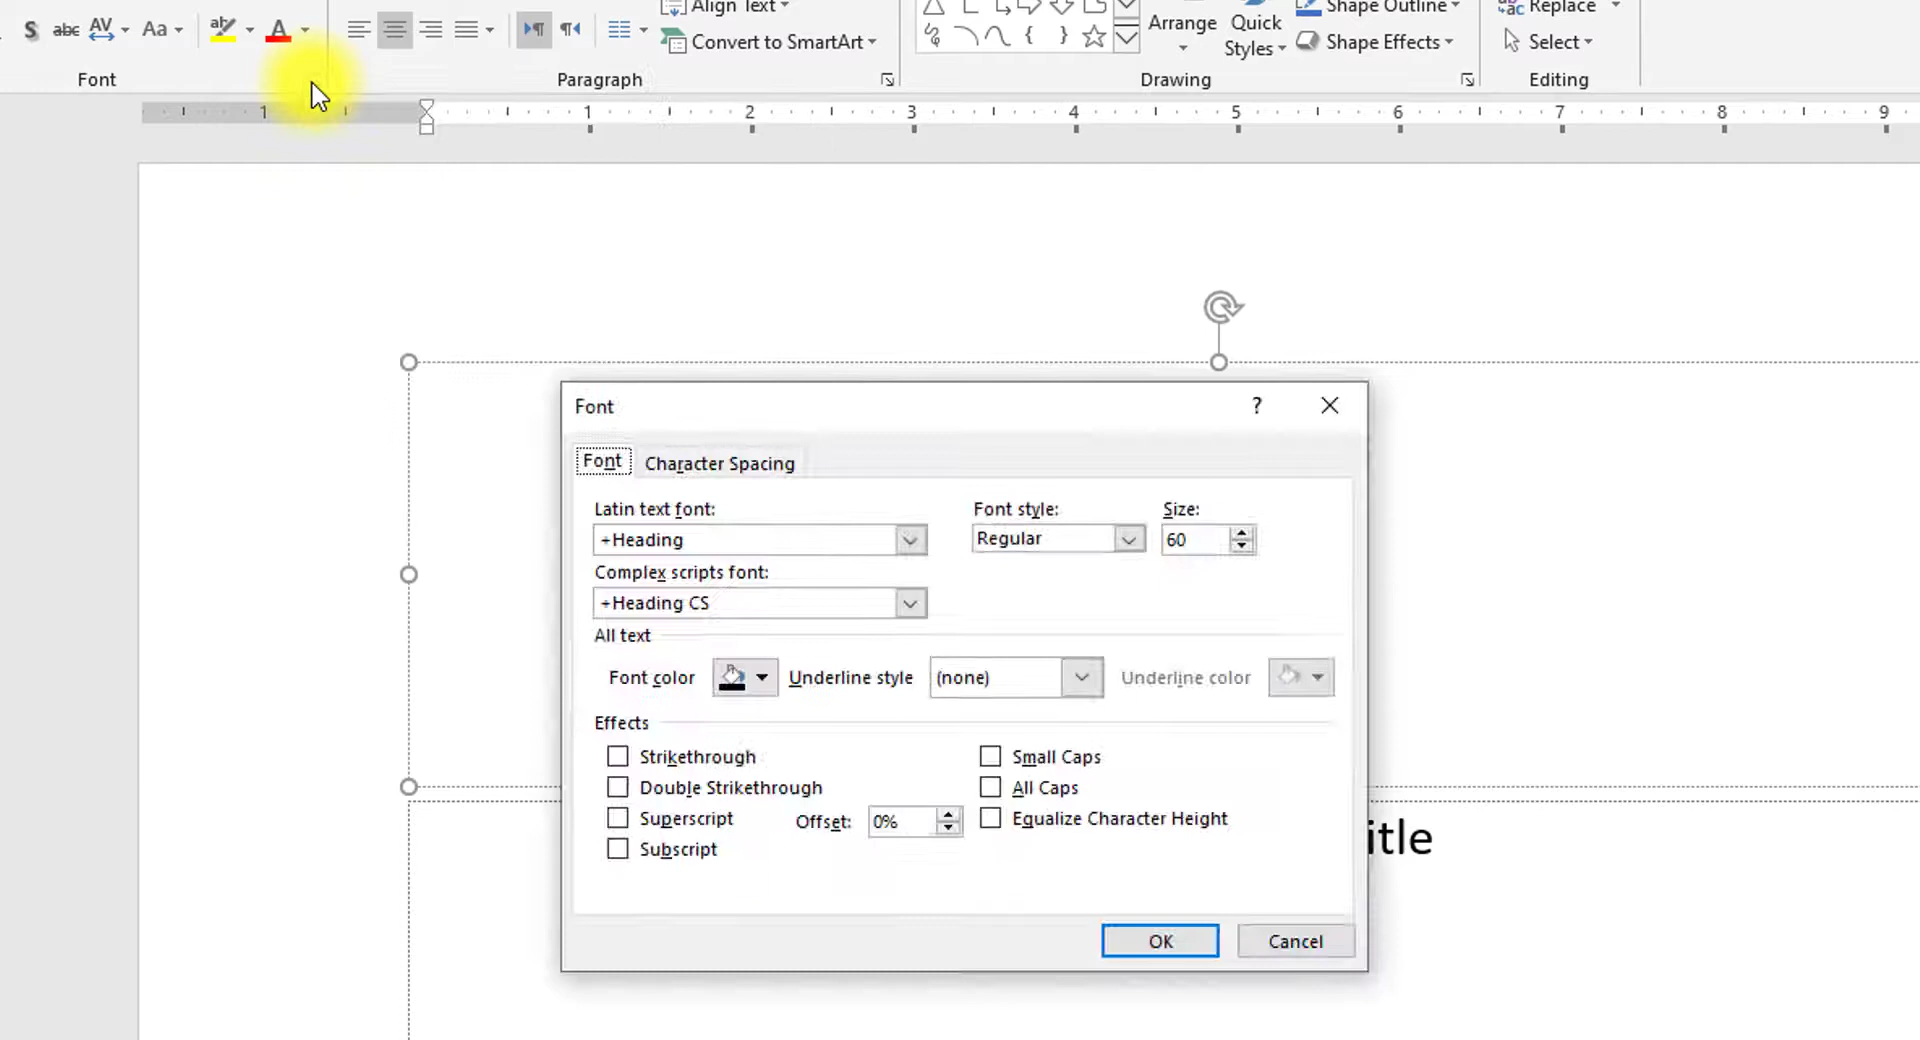 Align Text
Replace
abc AV Aa A
Arrange Quick Styles
Shape Outline
Convert to SmartArt
Shape Effects
Select
Font Paragraph Drawing Editing
1 1 2 3 4 5 6 7 8 9
Font ?
Font Character Spacing
Latin text font: Font style: Size:
+Heading Regular 60
Complex scripts font:
+Heading CS
All text
Font color Underline style (none) Underline color
Effects
Strikethrough Small Caps
Double Strikethrough All Caps
Superscript Offset: 0% Equalize Character Height
Subscript
itle
OK Cancel